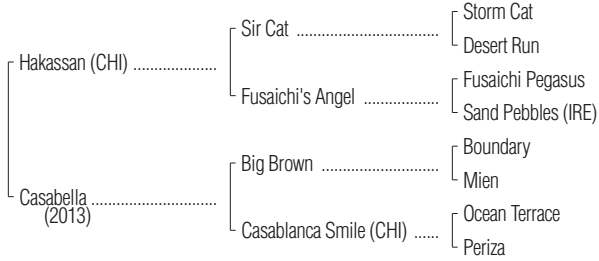 Storm Cat
Sir Cat ..................................
Desert Run
Hakassan (CHI) ....................
Fusaichi Pegasus
Fusaichi's Angel ..................
Sand Pebbles (IRE)
Boundary
Big Brown ............................
Mien
Casabella ..............................
(2013)
Ocean Terrace
Casablanca Smile (CHI) ......
Periza